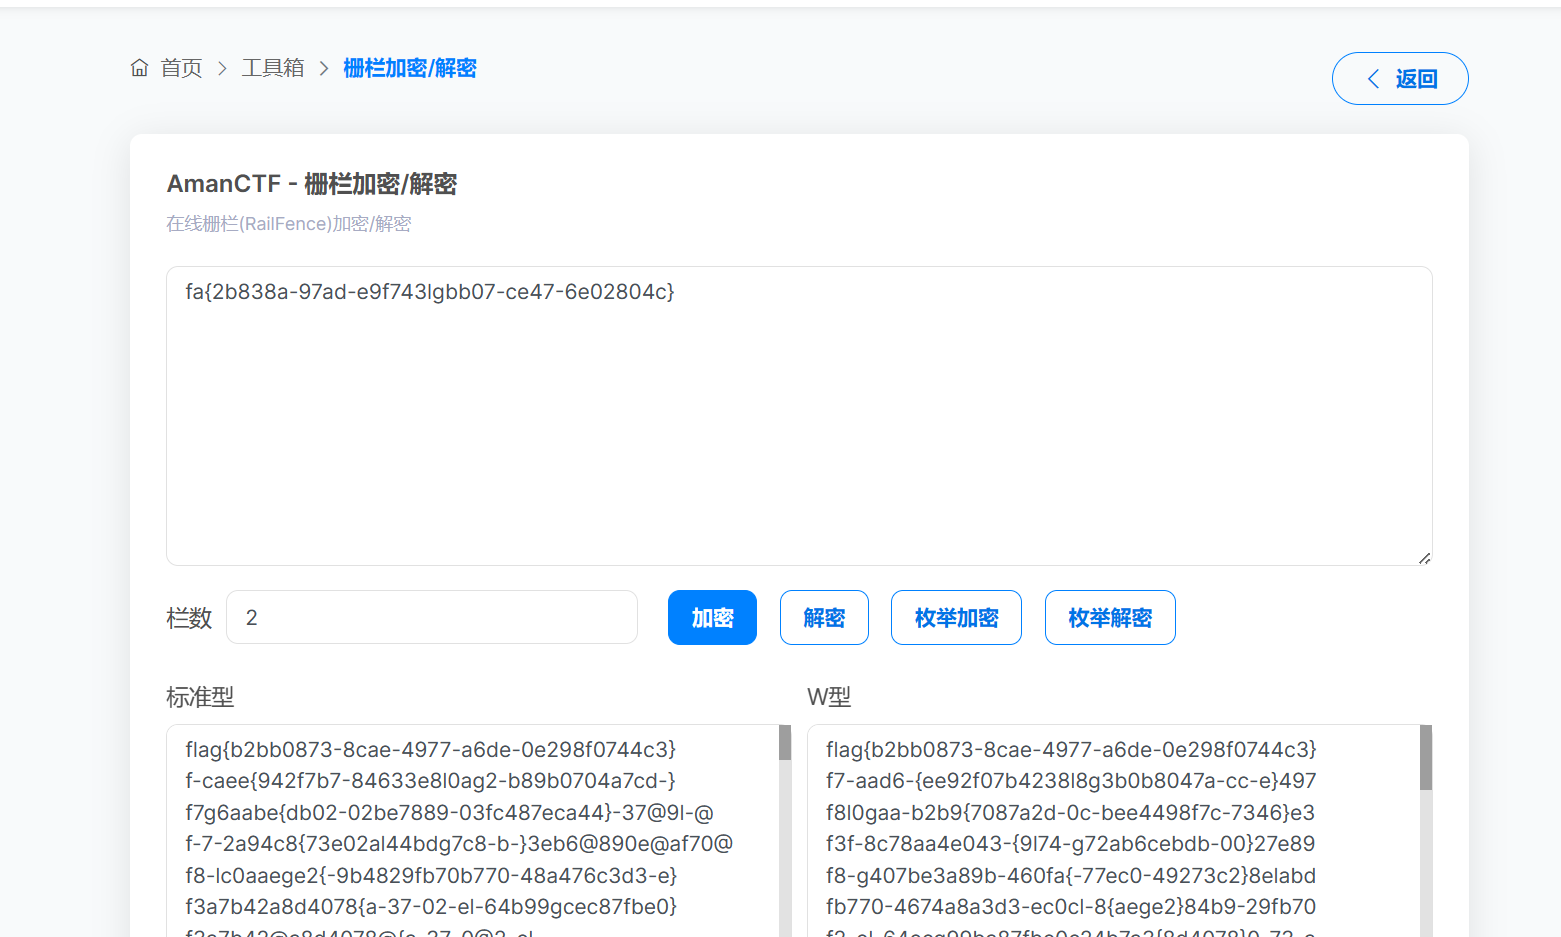 首页 > 工具箱 > 栅栏加密/解密
返回
AmanCTF - 栅栏加密/解密
在线栅栏(RailFence)加密/解密
fa{2b838a-97ad-e9f743lgbb07-ce47-6e02804c}
栏数 2 加密 解密 枚举加密 枚举解密
标准型
flag{b2bb0873-8cae-4977-a6de-0e298f0744c3}
f-caee{942f7b7-84633e8l0ag2-b89b0704a7cd-}
f7g6aabe{db02-02be7889-03fc487eca44}-37@9l-@
f-7-2a94c8{73e02al44bdg7c8-b-}3eb6@890e@af70@
f8-lc0aaege2{-9b4829fb70b770-48a476c3d3-e}
f3a7b42a8d4078{a-37-02-el-64b99gcec87fbe0}
W型
flag{b2bb0873-8cae-4977-a6de-0e298f0744c3}
f7-aad6-{ee92f07b4238l8g3b0b8047a-cc-e}497
f8l0gaa-b2b9{7087a2d-0c-bee4498f7c-7346}e3
f3f-8c78aa4e043-{9l74-g72ab6cebdb-00}27e89
f8-g407be3a89b-460fa{-77ec0-49273c2}8elabd
fb770-4674a8a3d3-ec0cl-8{aege2}84b9-29fb70